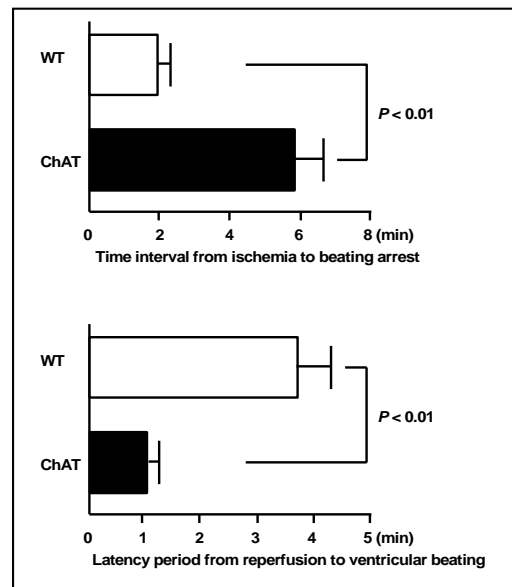 WT
P < 0.01
ChAT
0 2 4 6 8 (min)
Time interval from ischemia to beating arrest
WT
P < 0.01
ChAT
0 1 2 3 4 5 (min)
Latency period from reperfusion to ventricular beating